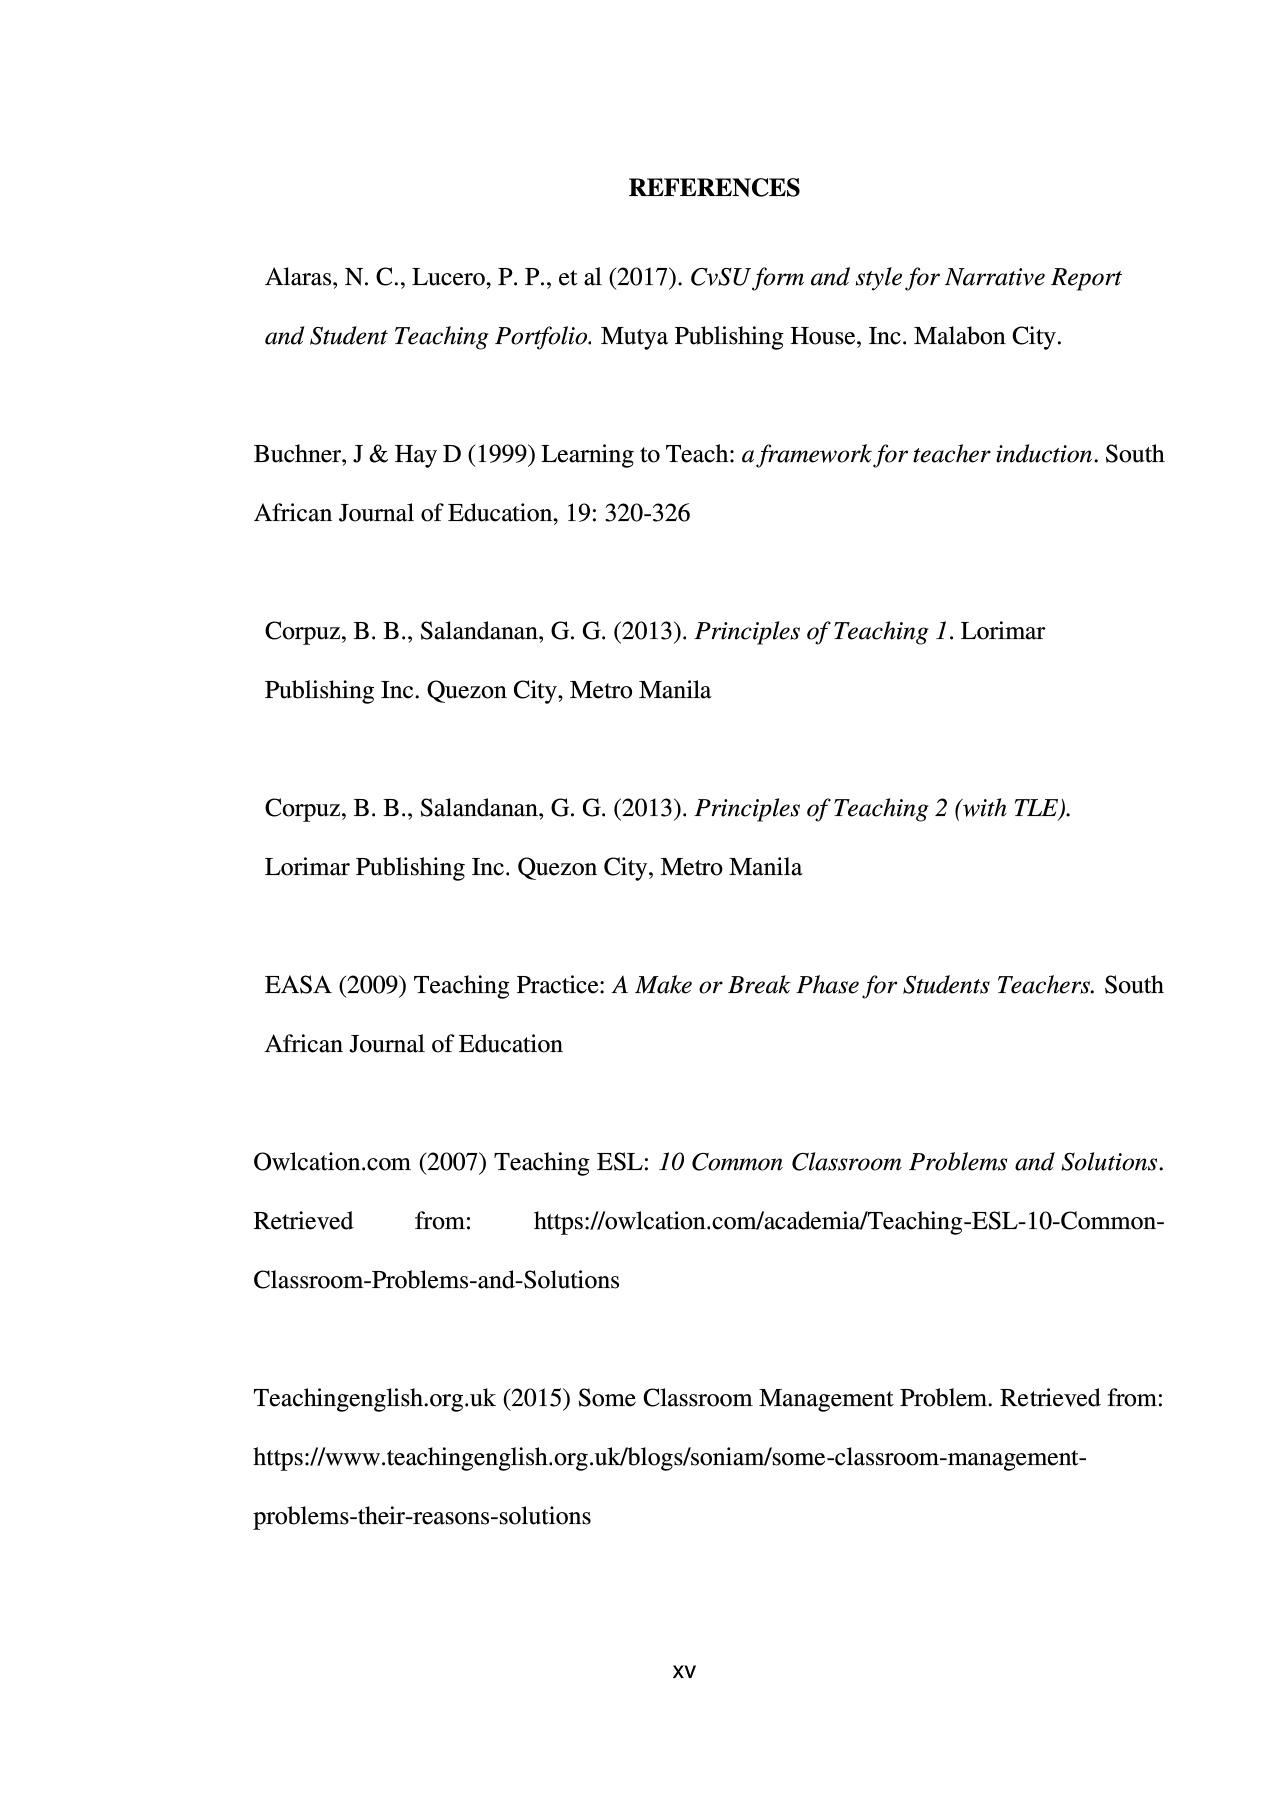 REFERENCES
Alaras, N. C., Lucero, P. P., et al (2017). CvSU form and style for Narrative Report
and Student Teaching Portfolio. Mutya Publishing House, Inc. Malabon City.
Buchner, J & Hay D (1999) Learning to Teach: a framework for teacher induction. South
African Journal of Education, 19: 320-326
Corpuz, B. B., Salandanan, G. G. (2013). Principles of Teaching 1. Lorimar
Publishing Inc. Quezon City, Metro Manila
Corpuz, B. B., Salandanan, G. G. (2013). Principles of Teaching 2 (with TLE).
Lorimar Publishing Inc. Quezon City, Metro Manila
EASA (2009) Teaching Practice: A Make or Break Phase for Students Teachers. South
African Journal of Education
Owlcation.com (2007) Teaching ESL: 10 Common Classroom Problems and Solutions.
Retrieved from: https://owlcation.com/academia/Teaching-ESL-10-Common-
Classroom-Problems-and-Solutions
Teachingenglish.org.uk (2015) Some Classroom Management Problem. Retrieved from:
https://www.teachingenglish.org.uk/blogs/soniam/some-classroom-management-
problems-their-reasons-solutions
xv